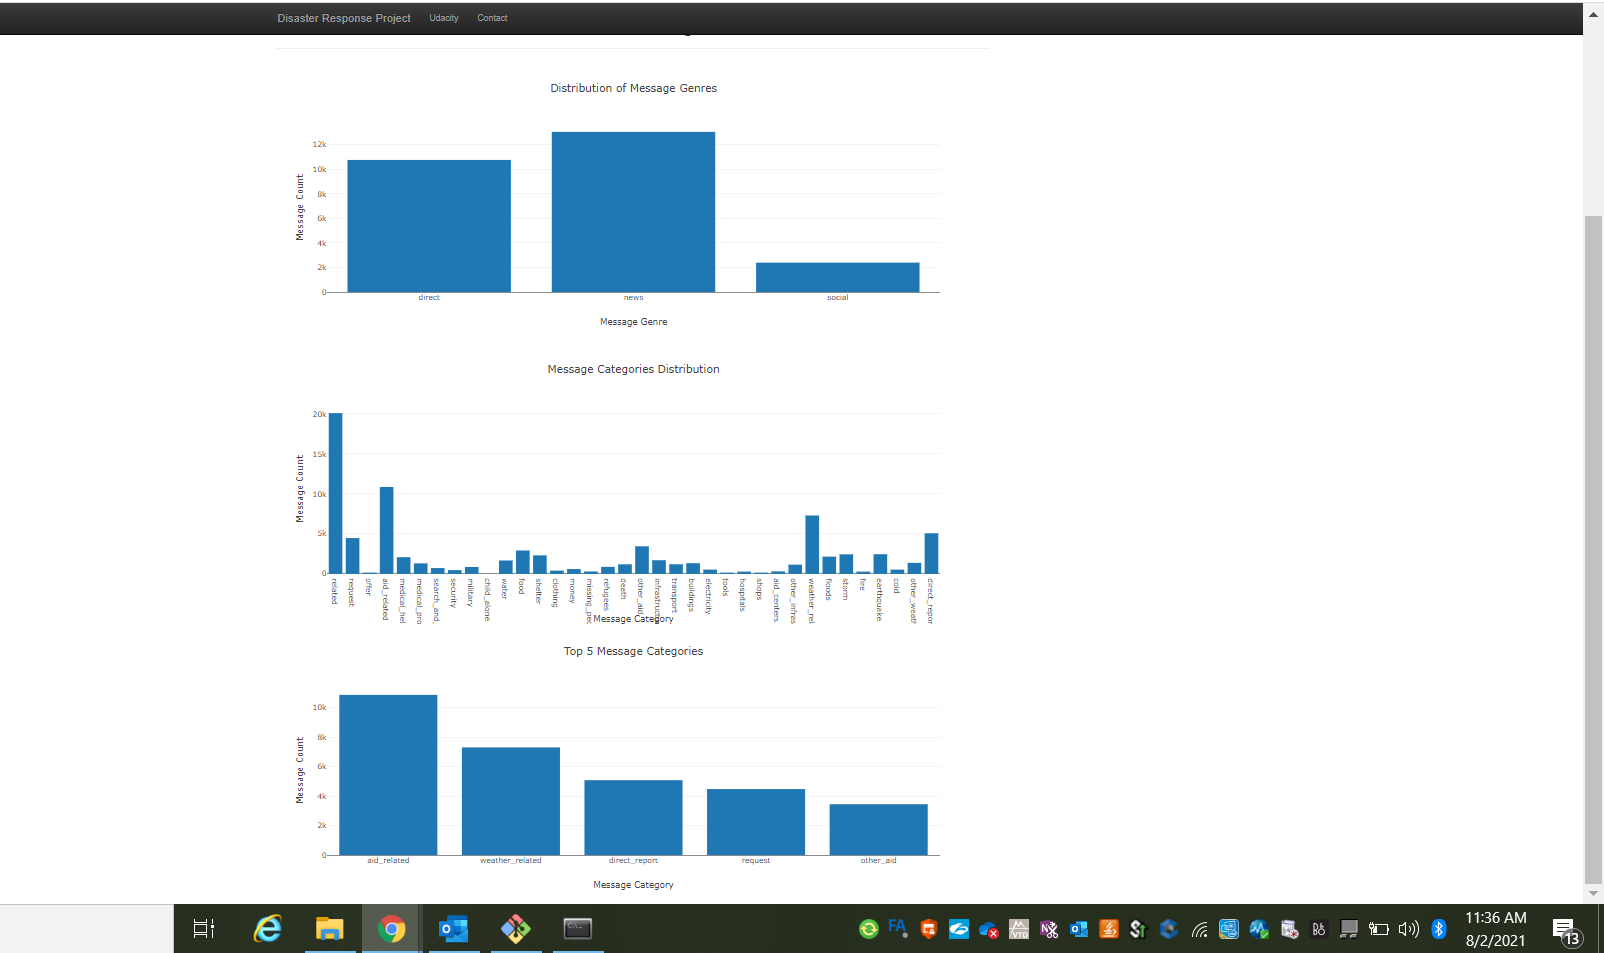 Disaster Response Project Udacity Contact
Distribution of Message Genres
Message Count
12k
10k
8k
6k
4k
2k
0
direct news social
Message Genre
Message Categories Distribution
Message Count
20k
15k
10k
5k
0
related
request
offer
aid_related
medical_hel
medical_pro
search_and_
security
military
child_alone
water
food
shelter
clothing
money
missing_peo
refugees
death
other_aid
infrastructu
transport
buildings
electricity
tools
hospitals
shops
aid_centers
other_infras
weather_rel
floods
storm
fire
earthquake
cold
other_weath
direct_repor
Message Category
Top 5 Message Categories
Message Count
10k
8k
6k
4k
2k
0
aid_related weather_related direct_report request other_aid
Message Category
FA
VTD
11:36 AM
8/2/2021
13